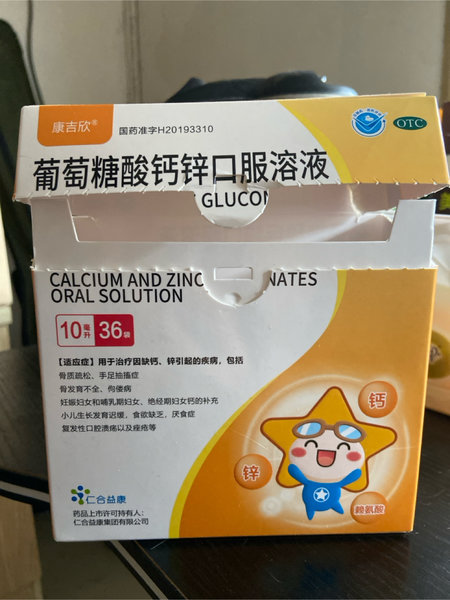 康吉欣®
国药准字H20193310
OTC
葡萄糖酸钙锌口服溶液
GLUCON
CALCIUM AND ZINC NATES
ORAL SOLUTION
10毫升 36袋
【适应症】用于治疗因缺钙、锌引起的疾病，包括
骨质疏松、手足抽搐症
骨发育不全、佝偻病
妊娠妇女和哺乳期妇女、绝经期妇女钙的补充
小儿生长发育迟缓，食欲缺乏，厌食症
复发性口腔溃疡以及痤疮等
钙
锌
赖氨酸
仁合益康
药品上市许可持有人：
仁合益康集团有限公司